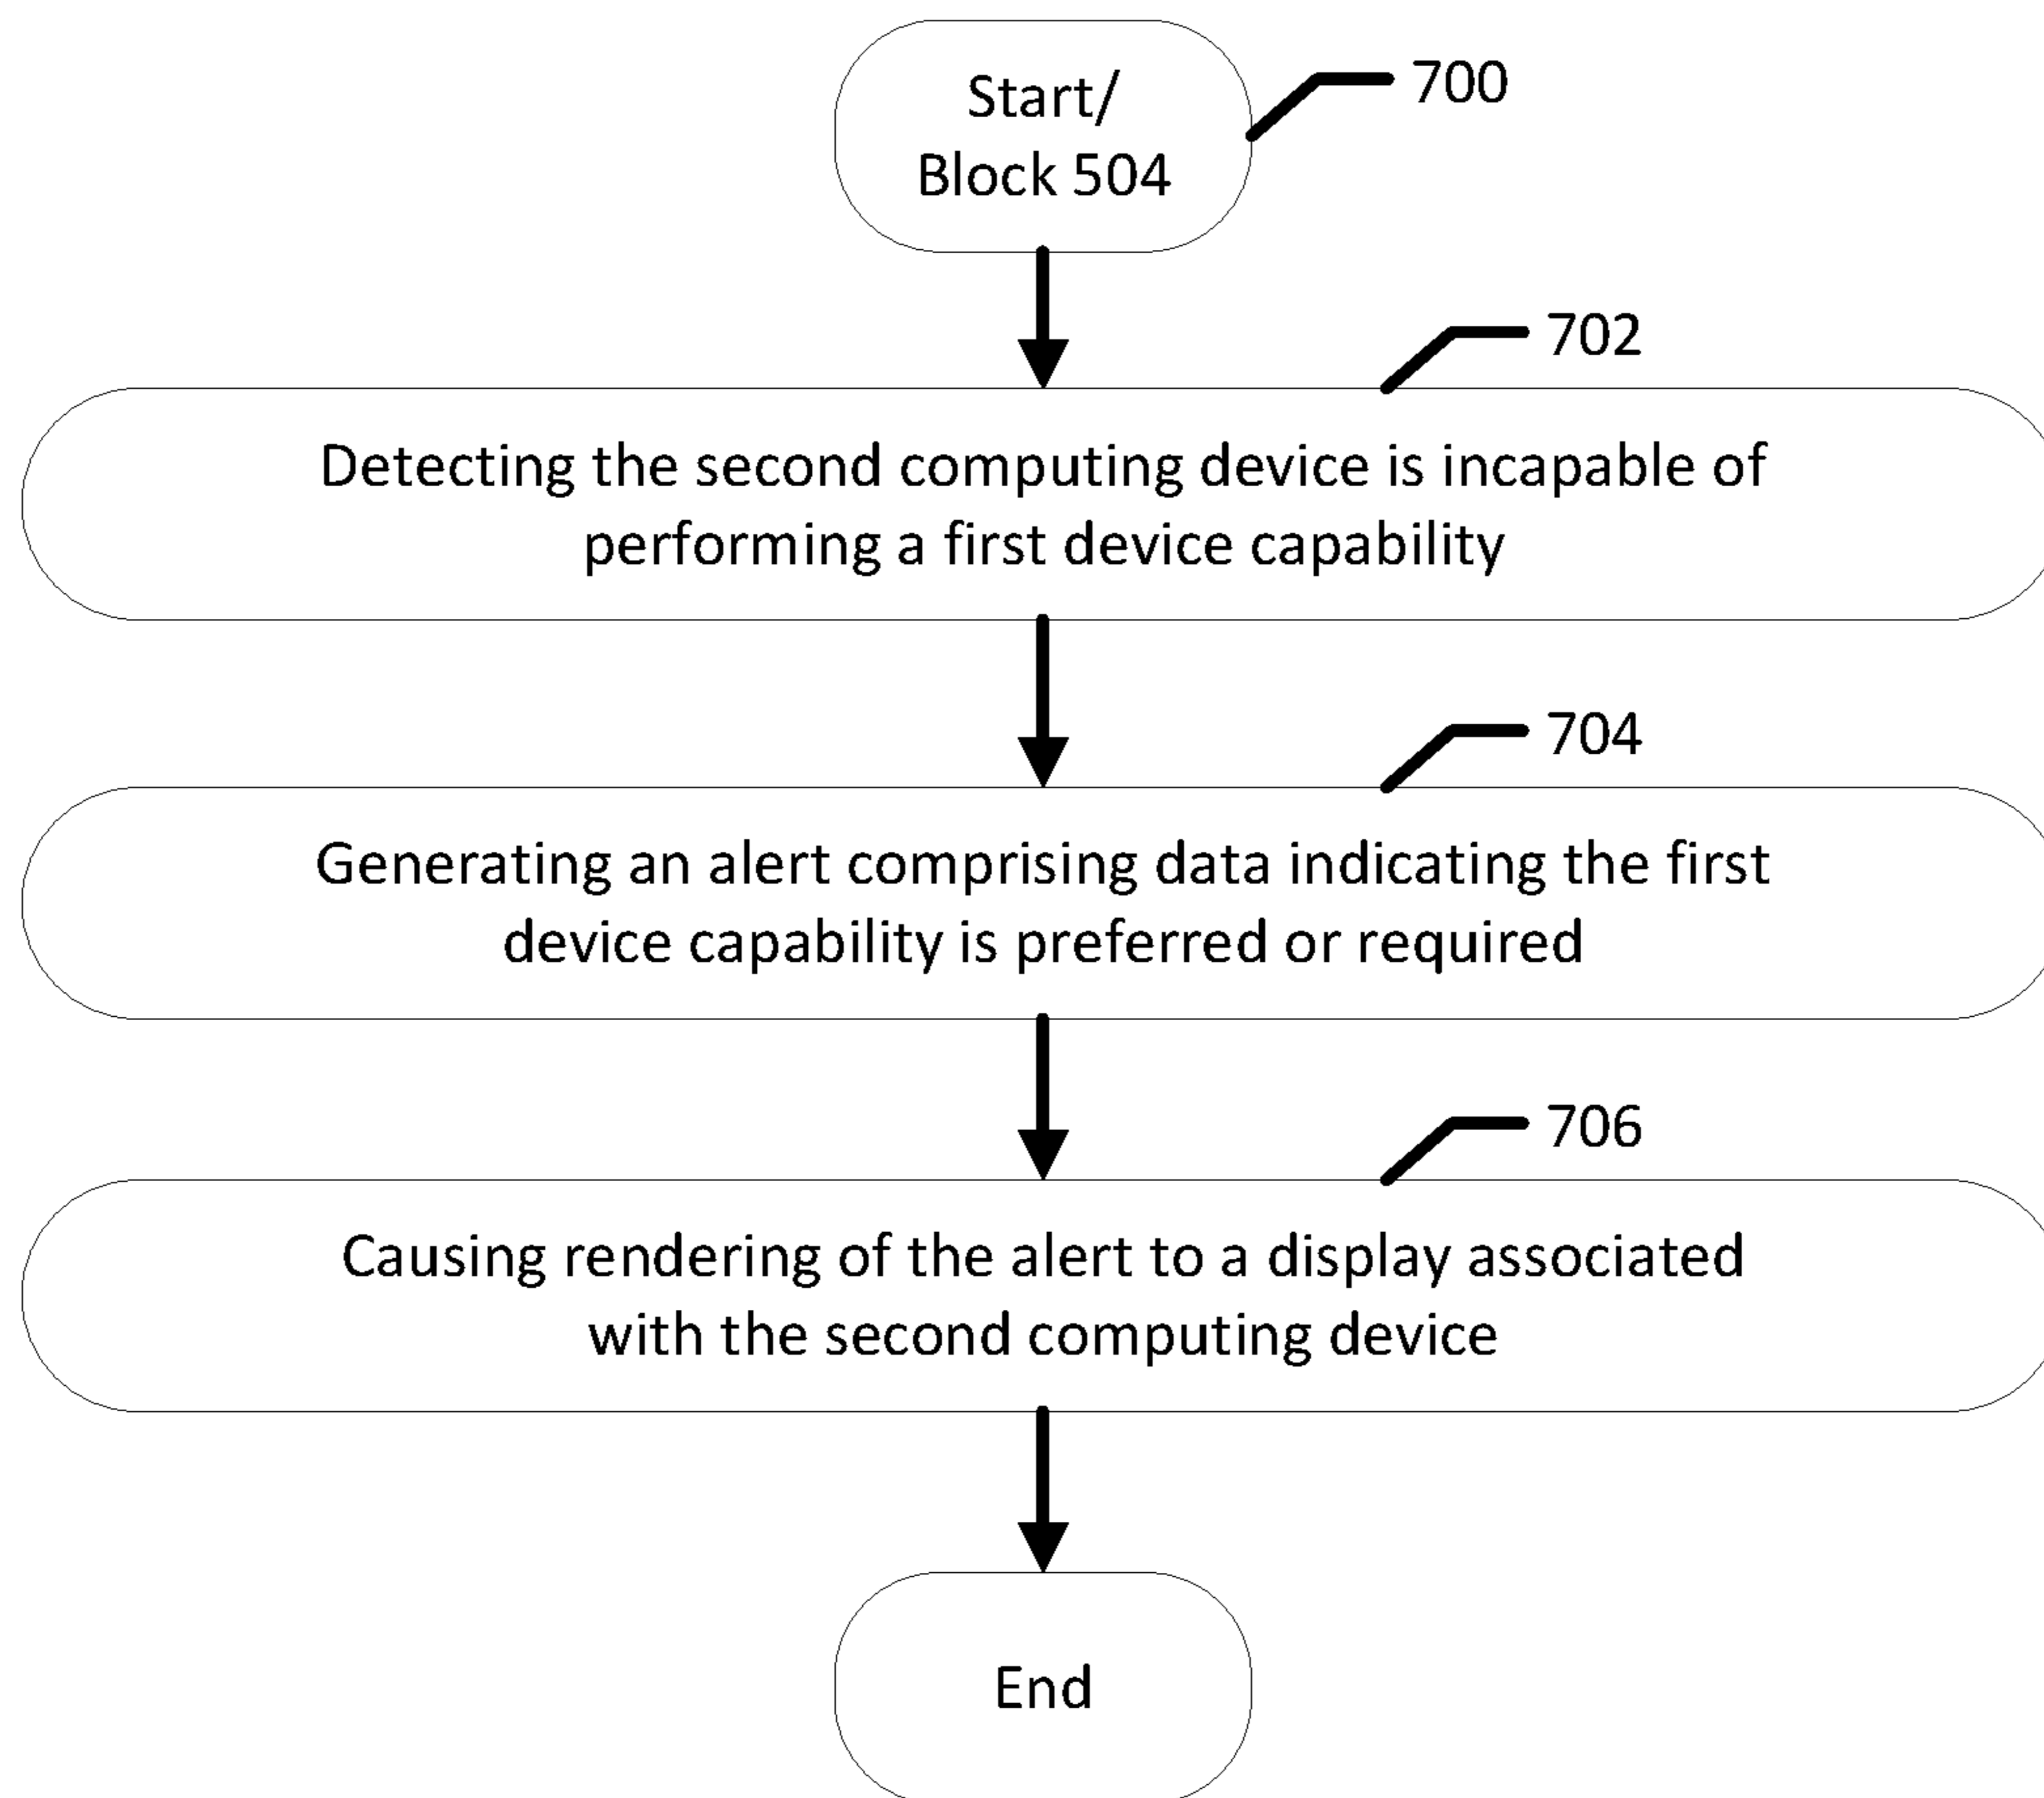 Start/
Block 504
700
702
Detecting the second computing device is incapable of
performing a first device capability
704
Generating an alert comprising data indicating the first
device capability is preferred or required
706
Causing rendering of the alert to a display associated
with the second computing device
End